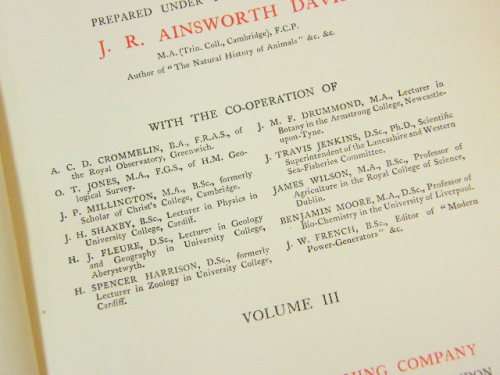 PREPARED UNDER
J. R. AINSWORTH DAVI
M.A. (Trin. Coll., Cambridge), F.C.P.
Author of "The Natural History of Animals" &c. &c.
WITH THE CO-OPERATION OF
A. C. D. CROMMELIN, B.A., F.R.A.S., of
the Royal Observatory, Greenwich.
O. T. JONES, M.A., F.G.S., of H.M. Geo-
logical Survey.
J. P. MILLINGTON, M.A., B.Sc., formerly
Scholar of Christ's College, Cambridge.
J. H. SHAXBY, B.Sc., Lecturer in Physics in
University College, Cardiff.
H. J. FLEURE, D.Sc., Lecturer in Geology
and Geography in University College,
Aberystwyth.
H. SPENCER HARRISON, D.Sc., formerly
Lecturer in Zoology in University College,
Cardiff.
J. M. F. DRUMMOND, M.A., Lecturer in
Botany in the Armstrong College, Newcastle-
upon-Tyne.
J. TRAVIS JENKINS, D.Sc., Ph.D., Scientific
Superintendent of the Lancashire and Western
Sea-Fisheries Committee.
JAMES WILSON, M.A., B.Sc., Professor of
Agriculture in the Royal College of Science,
Dublin.
BENJAMIN MOORE, M.A., D.Sc., Professor of
Bio-Chemistry in the University of Liverpool.
J. W. FRENCH, B.Sc., Editor of "Modern
Power-Generators" &c.
VOLUME III
COMPANY